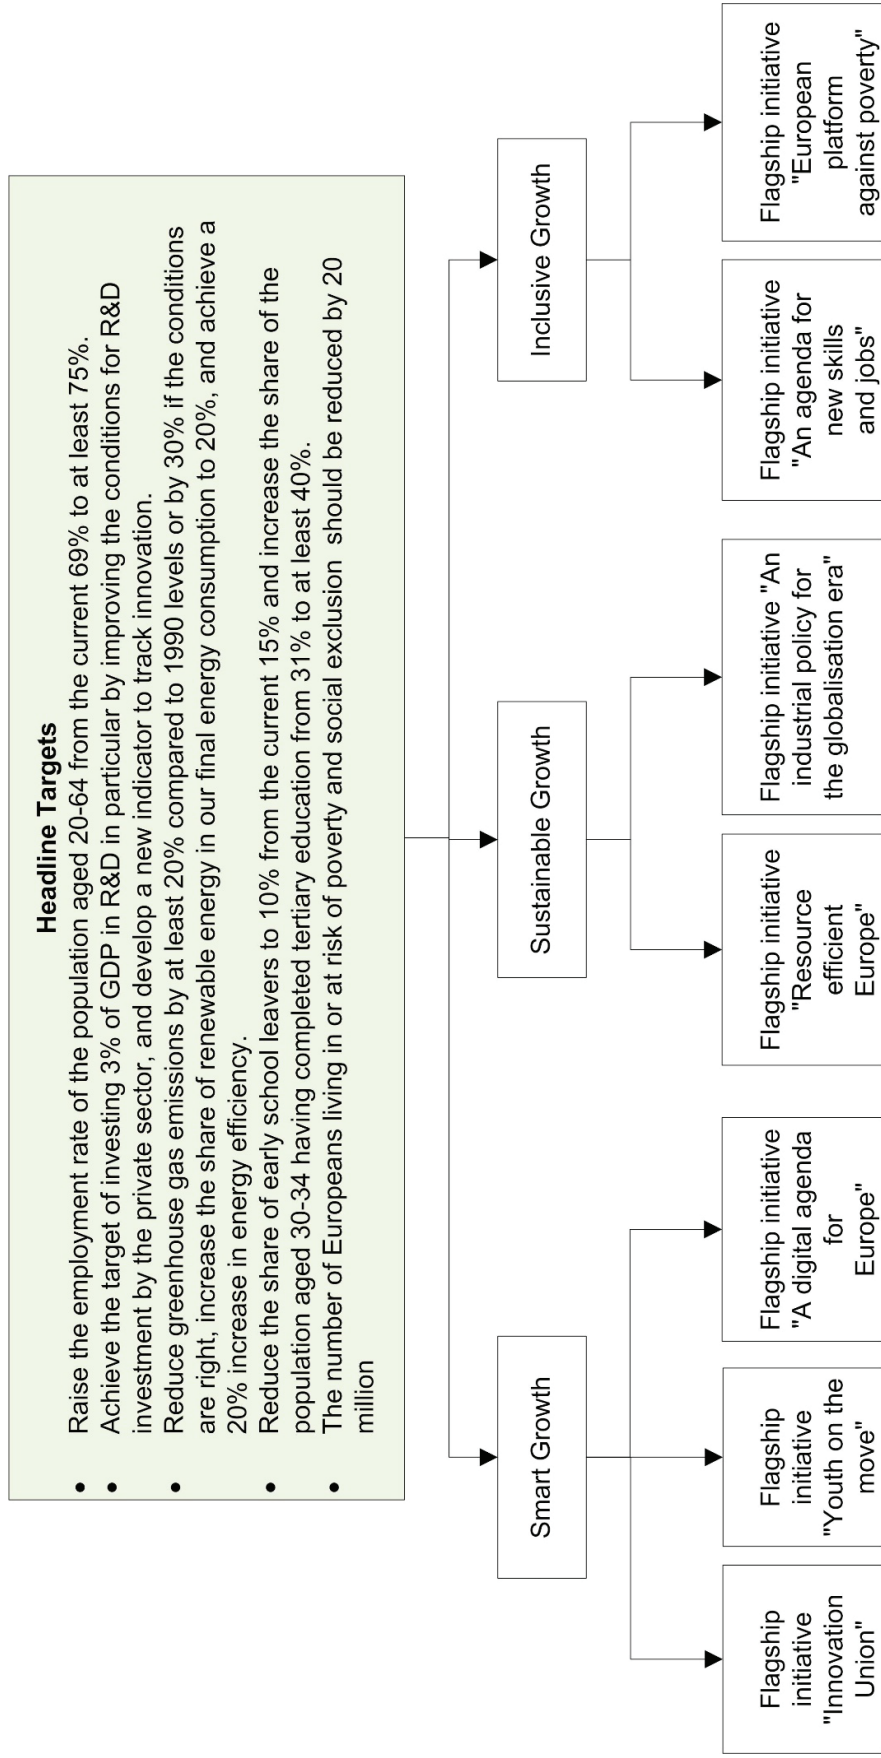 Headline Targets
• Raise the employment rate of the population aged 20-64 from the current 69% to at least 75%.
• Achieve the target of investing 3% of GDP in R&D in particular by improving the conditions for R&D
investment by the private sector, and develop a new indicator to track innovation.
• Reduce greenhouse gas emissions by at least 20% compared to 1990 levels or by 30% if the conditions
are right, increase the share of renewable energy in our final energy consumption to 20%, and achieve a
20% increase in energy efficiency.
• Reduce the share of early school leavers to 10% from the current 15% and increase the share of the
population aged 30-34 having completed tertiary education from 31% to at least 40%.
• The number of Europeans living in or at risk of poverty and social exclusion should be reduced by 20
million
Smart Growth
Sustainable Growth
Inclusive Growth
Flagship
initiative
"Innovation
Union"
Flagship
initiative
"Youth on the
move"
Flagship initiative
"A digital agenda
for
Europe"
Flagship initiative
"Resource
efficient
Europe"
Flagship initiative "An
industrial policy for
the globalisation era"
Flagship initiative
"An agenda for
new skills
and jobs"
Flagship initiative
"European
platform
against poverty"